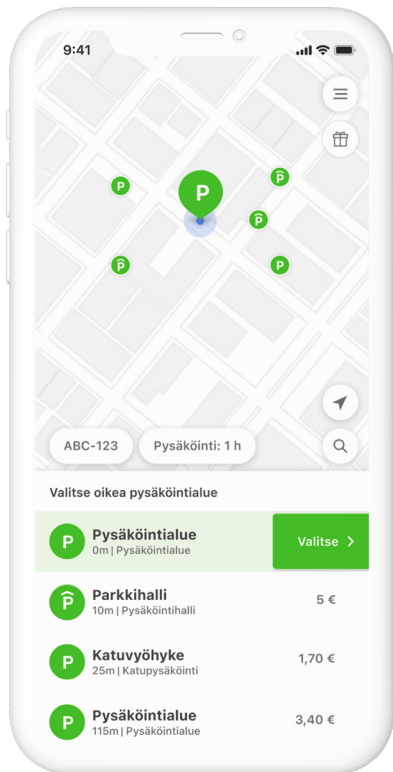 9:41
P
P
P
P
P
P
ABC-123
Pysäköinti: 1 h
Valitse oikea pysäköintialue
P
Pysäköintialue
0m | Pysäköintialue
Valitse
P
Parkkihalli
10m | Pysäköintihalli
5 €
P
Katuvyöhyke
25m | Katupysäköinti
1,70 €
P
Pysäköintialue
115m | Pysäköintialue
3,40 €